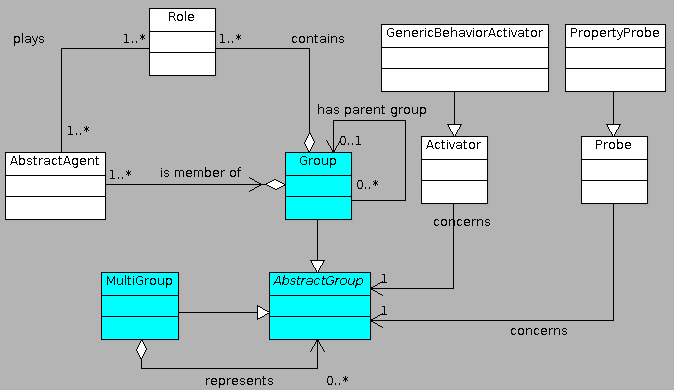 Role
plays
1..*
1..*
contains
GenericBehaviorActivator
PropertyProbe
has parent group
1..*
0..1
AbstractAgent
Group
Activator
Probe
1..*
is member of
0..*
concerns
MultiGroup
AbstractGroup
1
1
concerns
represents
0..*